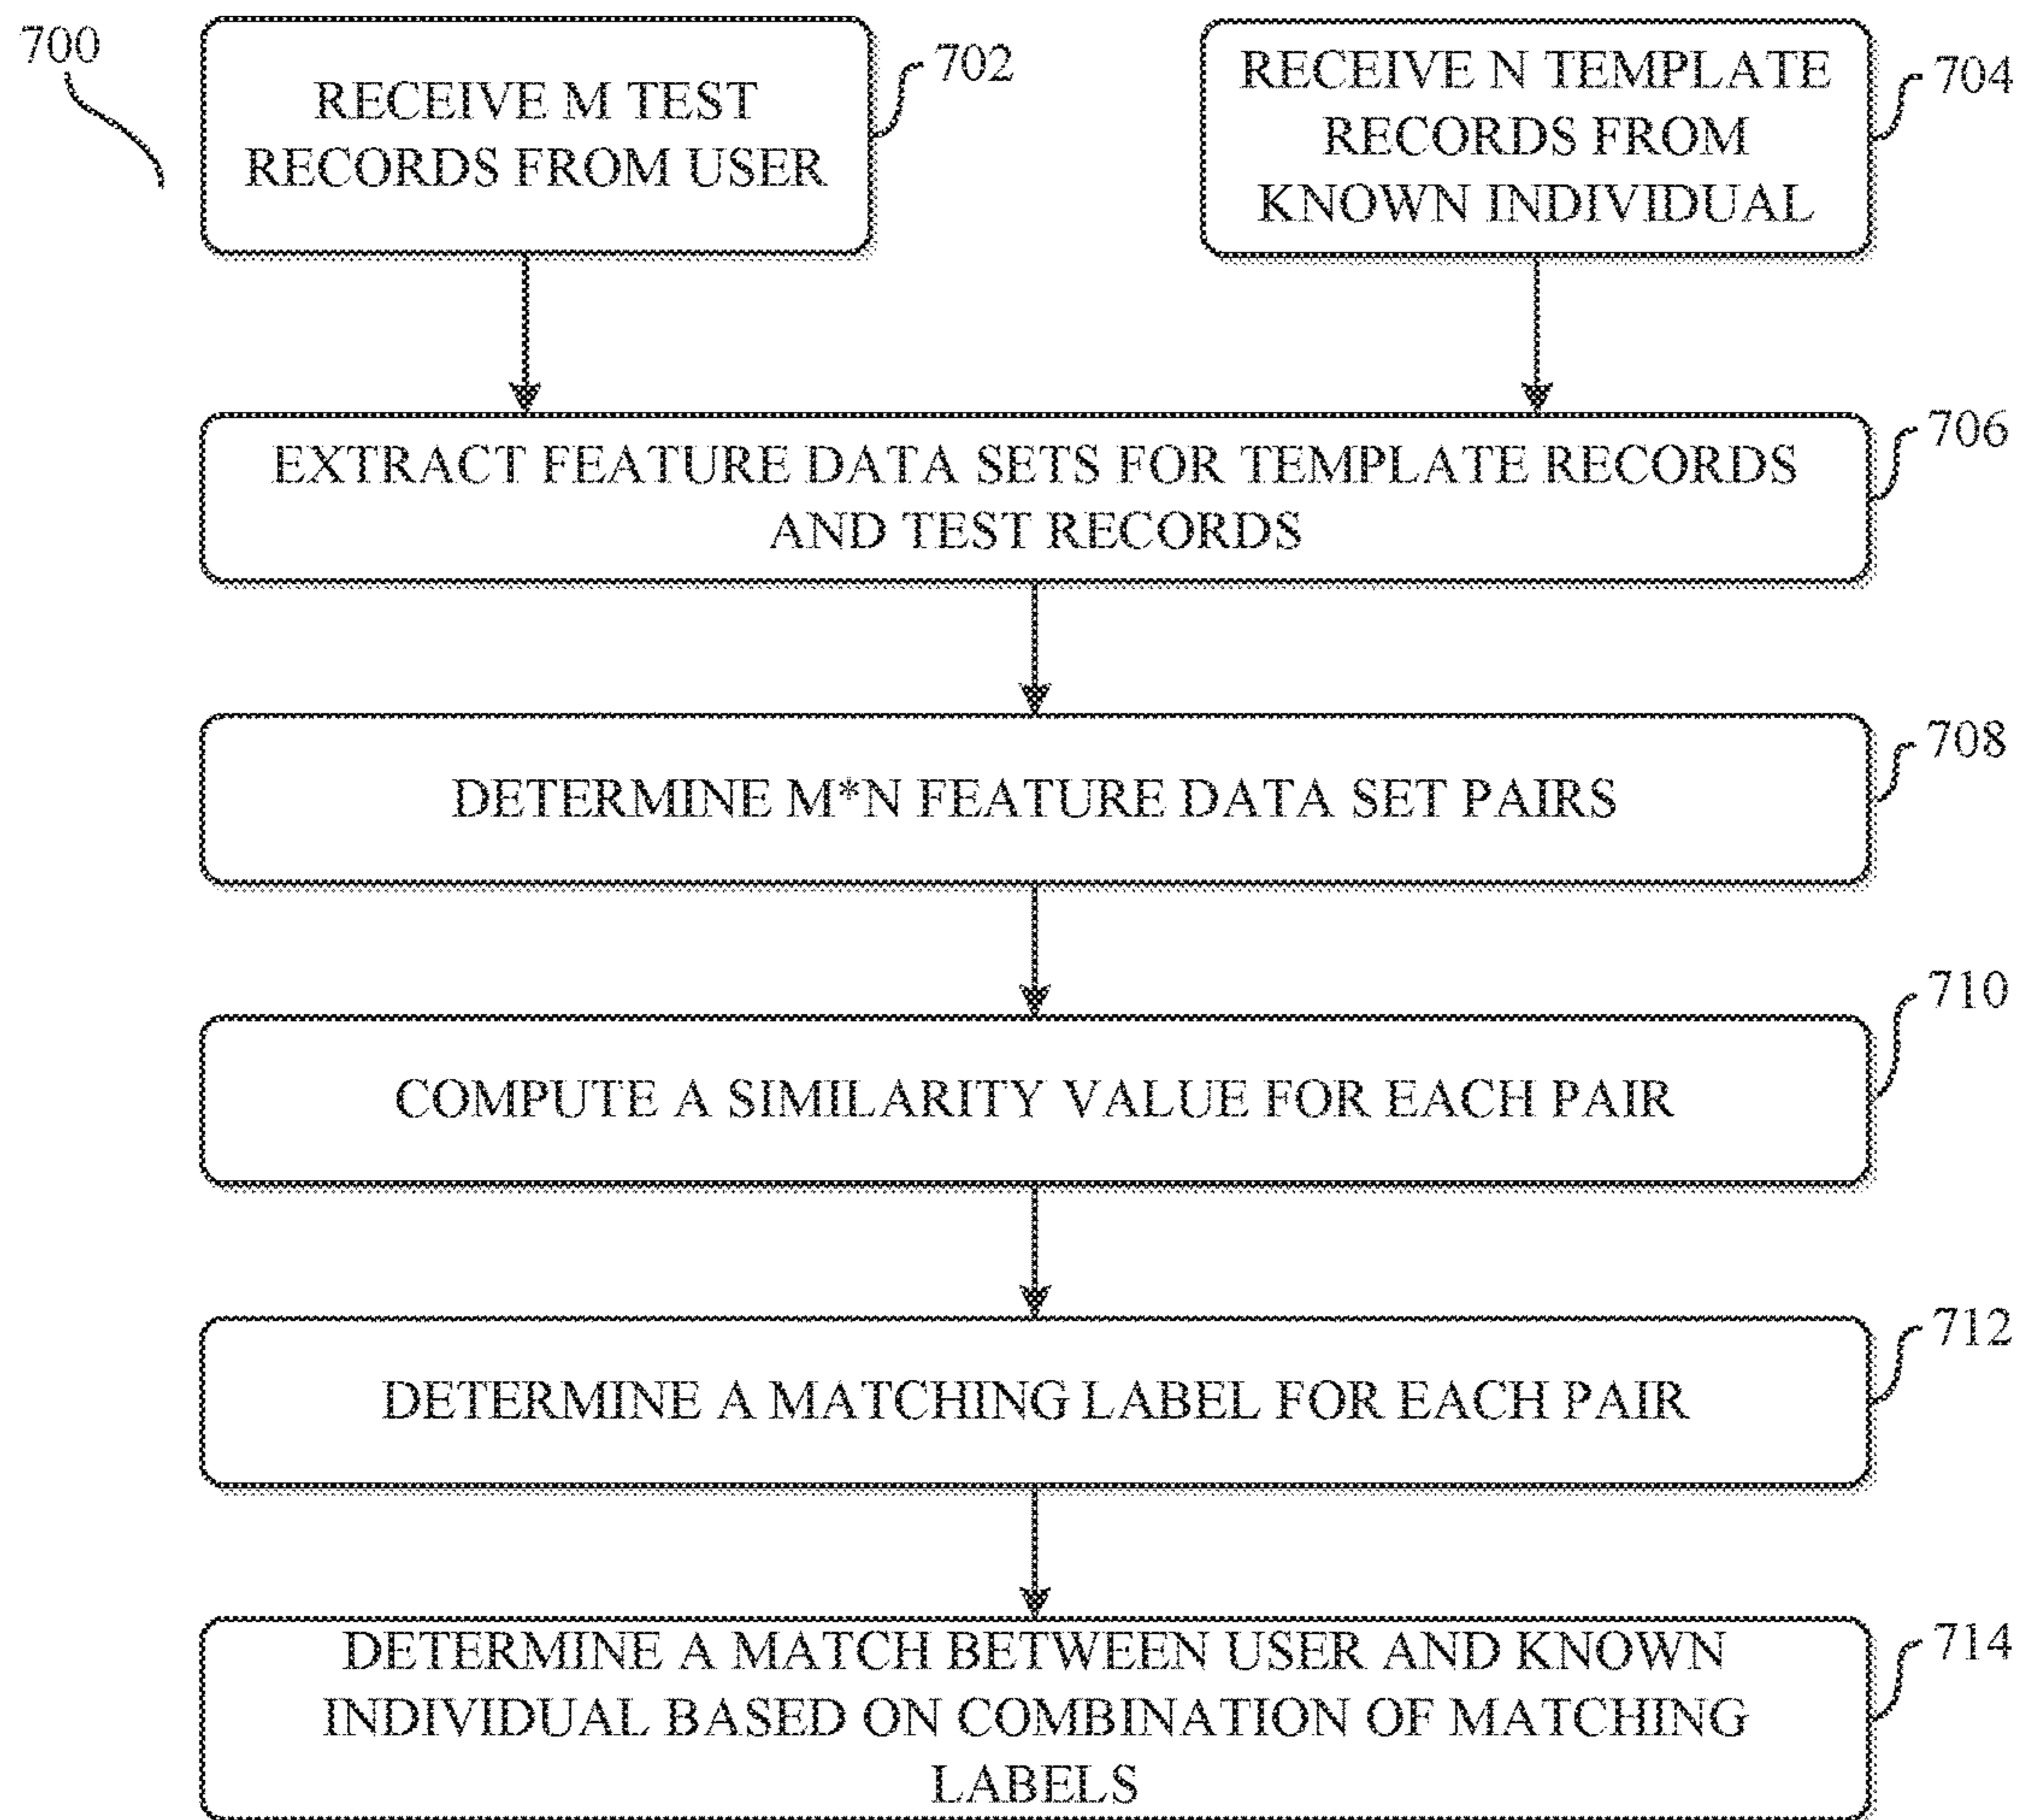 700
RECEIVE M TEST
RECORDS FROM USER
702
RECEIVE N TEMPLATE
RECORDS FROM
KNOWN INDIVIDUAL
704
EXTRACT FEATURE DATA SETS FOR TEMPLATE RECORDS
AND TEST RECORDS
706
DETERMINE M*N FEATURE DATA SET PAIRS
708
COMPUTE A SIMILARITY VALUE FOR EACH PAIR
710
DETERMINE A MATCHING LABEL FOR EACH PAIR
712
DETERMINE A MATCH BETWEEN USER AND KNOWN
INDIVIDUAL BASED ON COMBINATION OF MATCHING
LABELS
714